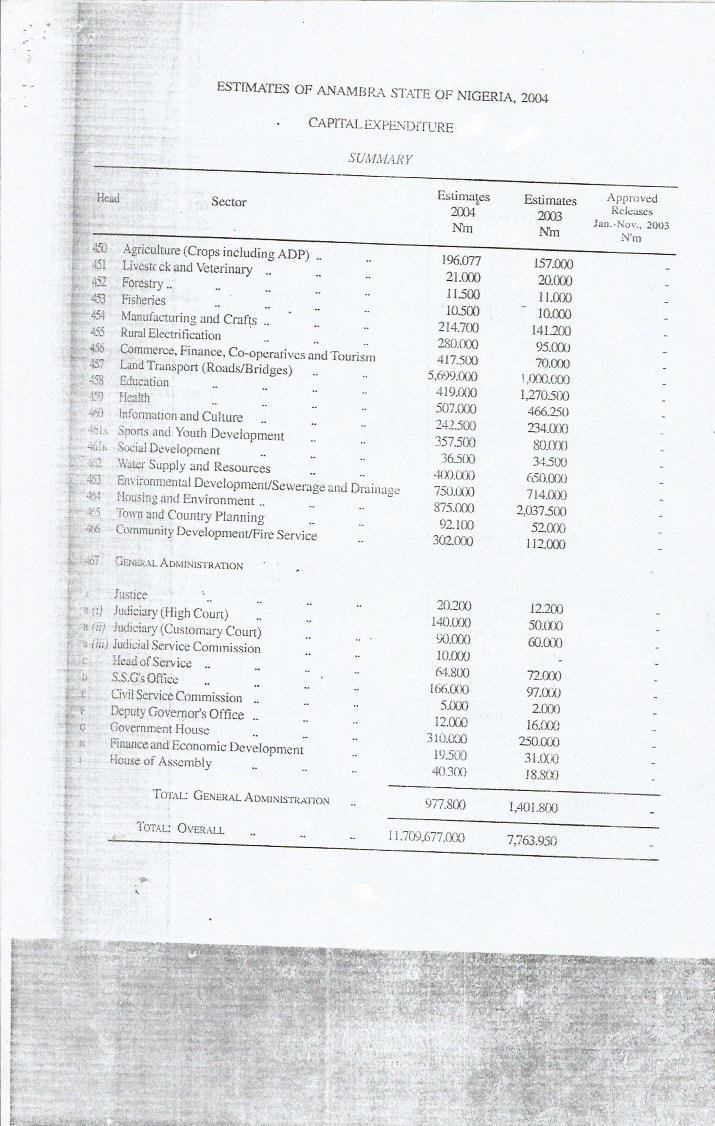 ESTIMATES OF ANAMBRA STATE OF NIGERIA, 2004
CAPITAL EXPENDITURE
SUMMARY
Head Sector Estimates 2004 N'm Estimates 2003 N'm Approved Releases Jan.-Nov., 2003 N'm
450 Agriculture (Crops including ADP) .. .. 196.077 157.000 -
451 Livestock and Veterinary .. .. .. 21.000 20.000 -
452 Forestry .. .. .. .. 11.500 11.000 -
453 Fisheries .. .. .. 10.500 10.000 -
454 Manufacturing and Crafts .. .. .. 214.700 141.200 -
455 Rural Electrification .. .. .. 280.000 95.000 -
456 Commerce, Finance, Co-operatives and Tourism 417.500 70.000 -
457 Land Transport (Roads/Bridges) .. .. 5,699.000 1,000.000 -
458 Education .. .. .. .. 419.000 1,270.500 -
459 Health .. .. .. .. 507.000 466.250 -
460 Information and Culture .. .. .. 242.500 234.000 -
461A Sports and Youth Development .. .. 357.500 80.000 -
461B Social Development .. .. .. 36.500 34.500 -
462 Water Supply and Resources .. .. 400.000 650.000 -
463 Environmental Development/Sewerage and Drainage 750.000 714.000 -
464 Housing and Environment .. .. .. 875.000 2,037.500 -
465 Town and Country Planning .. .. 92.100 52.000 -
466 Community Development/Fire Service .. 302.000 112.000 -
467 GENERAL ADMINISTRATION
Justice .. .. .. .. 20.200 12.200 -
B (i) Judiciary (High Court) .. .. .. 140.000 50.000 -
B (ii) Judiciary (Customary Court) .. .. 90.000 60.000 -
B (iii) Judicial Service Commission .. .. 10.000 - -
C Head of Service .. .. .. .. 64.800 72.000 -
D S.S.G's Office .. .. .. 166.000 97.000 -
E Civil Service Commission .. .. .. 5.000 2.000 -
F Deputy Governor's Office .. .. .. 12.000 16.000 -
G Government House .. .. .. 310.000 250.000 -
H Finance and Economic Development .. 19.500 31.000 -
I House of Assembly .. .. .. 40.300 18.800 -
TOTAL: GENERAL ADMINISTRATION .. 977.800 1,401.800 -
TOTAL: OVERALL .. .. .. 11.709,677.000 7,763.950 -